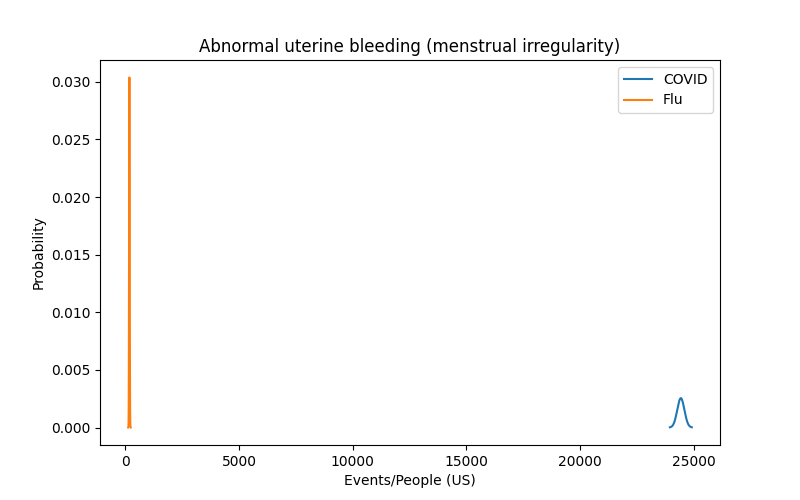 Abnormal uterine bleeding (menstrual irregularity)
COVID
Flu
Probability
0.030
0.025
0.020
0.015
0.010
0.005
0.000
0
5000
10000
15000
20000
25000
Events/People (US)